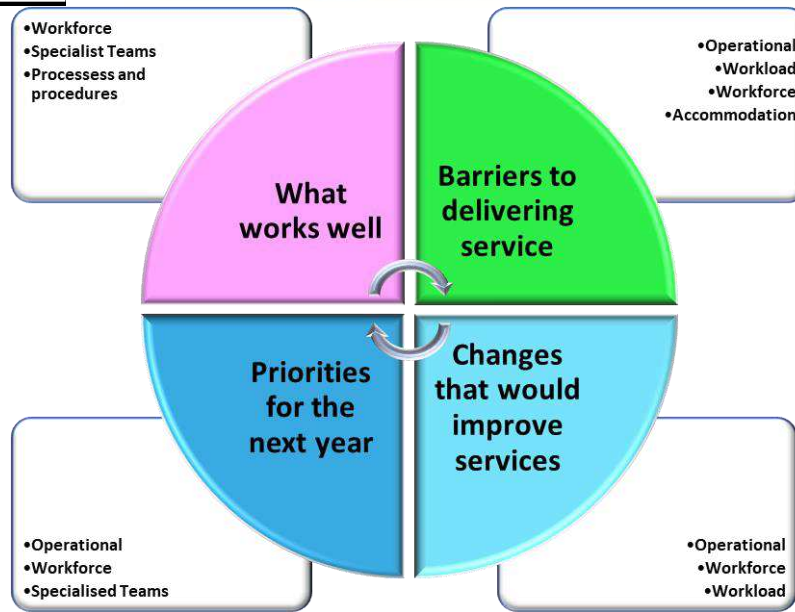 •Workforce
•Specialist Teams
•Processess and
procedures
•Operational
•Workload
•Workforce
•Accommodation
What
works well
Barriers to
delivering
service
Priorities
for the
next year
Changes
that would
improve
services
•Operational
•Workforce
•Specialised Teams
•Operational
•Workforce
•Workload